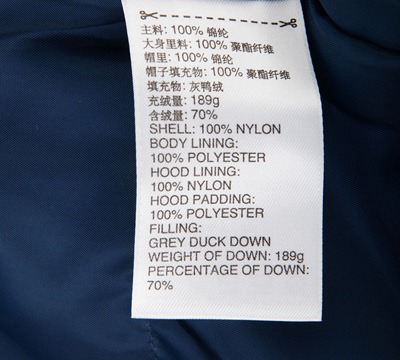 主料: 100% 锦纶
大身里料: 100% 聚酯纤维
帽里: 100% 锦纶
帽子填充物: 100% 聚酯纤维
填充物: 灰鸭绒
充绒量: 189g
含绒量: 70%
SHELL: 100% NYLON
BODY LINING:
100% POLYESTER
HOOD LINING:
100% NYLON
HOOD PADDING:
100% POLYESTER
FILLING:
GREY DUCK DOWN
WEIGHT OF DOWN: 189g
PERCENTAGE OF DOWN:
70%